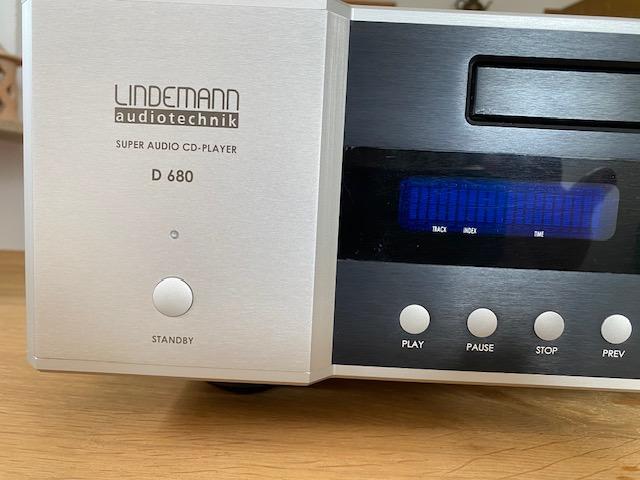 LINDEMANN
audiotechnik
SUPER AUDIO CD-PLAYER
D 680
STANDBY
TRACK INDEX TIME
PLAY PAUSE STOP PREV